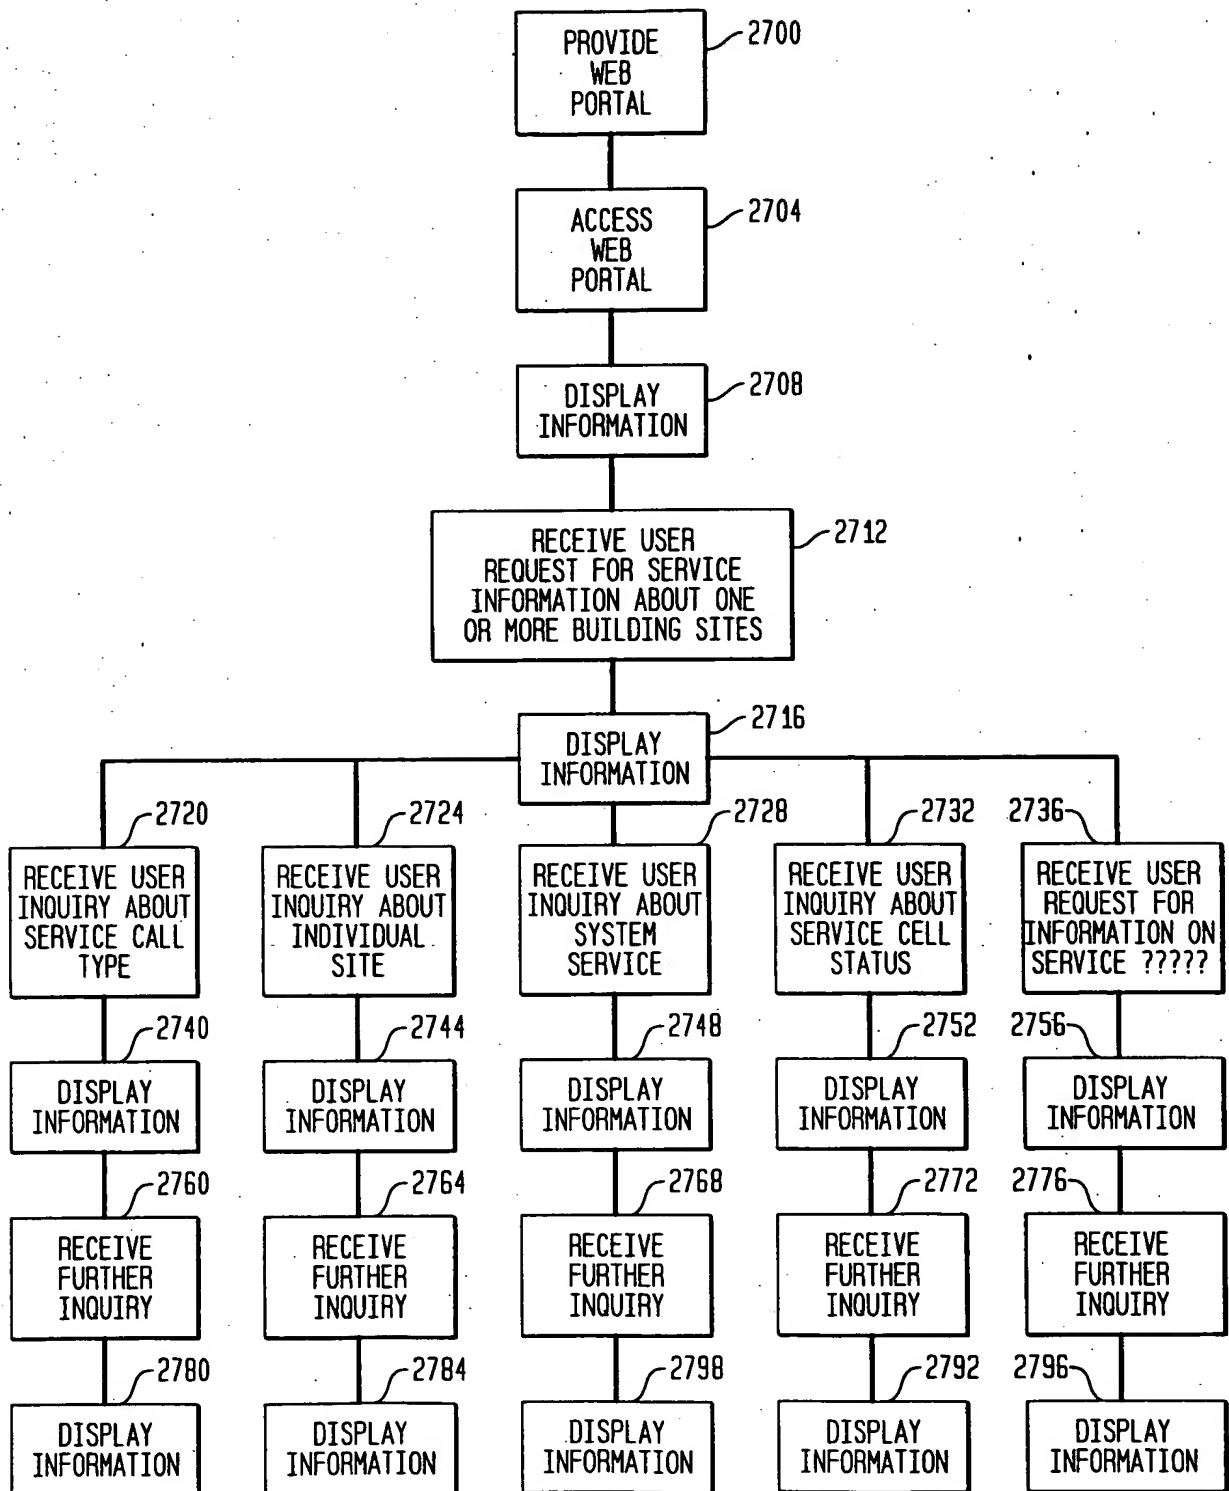 PROVIDE
WEB
PORTAL
2700
ACCESS
WEB
PORTAL
2704
DISPLAY
INFORMATION
2708
RECEIVE USER
REQUEST FOR SERVICE
INFORMATION ABOUT ONE
OR MORE BUILDING SITES
2712
DISPLAY
INFORMATION
2716
2720
RECEIVE USER
INQUIRY ABOUT
SERVICE CALL
TYPE
2724
RECEIVE USER
INQUIRY ABOUT
INDIVIDUAL
SITE
2728
RECEIVE USER
INQUIRY ABOUT
SYSTEM
SERVICE
2732
RECEIVE USER
INQUIRY ABOUT
SERVICE CELL
STATUS
2736
RECEIVE USER
REQUEST FOR
INFORMATION ON
SERVICE ?????
2740
DISPLAY
INFORMATION
2744
DISPLAY
INFORMATION
2748
DISPLAY
INFORMATION
2752
DISPLAY
INFORMATION
2756
DISPLAY
INFORMATION
2760
RECEIVE
FURTHER
INQUIRY
2764
RECEIVE
FURTHER
INQUIRY
2768
RECEIVE
FURTHER
INQUIRY
2772
RECEIVE
FURTHER
INQUIRY
2776
RECEIVE
FURTHER
INQUIRY
2780
DISPLAY
INFORMATION
2784
DISPLAY
INFORMATION
2798
DISPLAY
INFORMATION
2792
DISPLAY
INFORMATION
2796
DISPLAY
INFORMATION